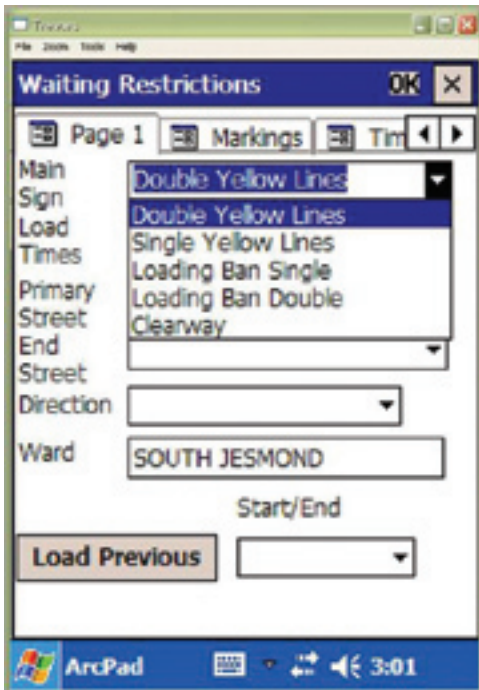 File Zoom Tools Help
Waiting Restrictions OK
Page 1 Markings Tim
Main Sign
Double Yellow Lines
Double Yellow Lines
Single Yellow Lines
Loading Ban Single
Loading Ban Double
Clearway
Load Times
Primary Street
End Street
Direction
Ward SOUTH JESMOND
Start/End
Load Previous
ArcPad 3:01